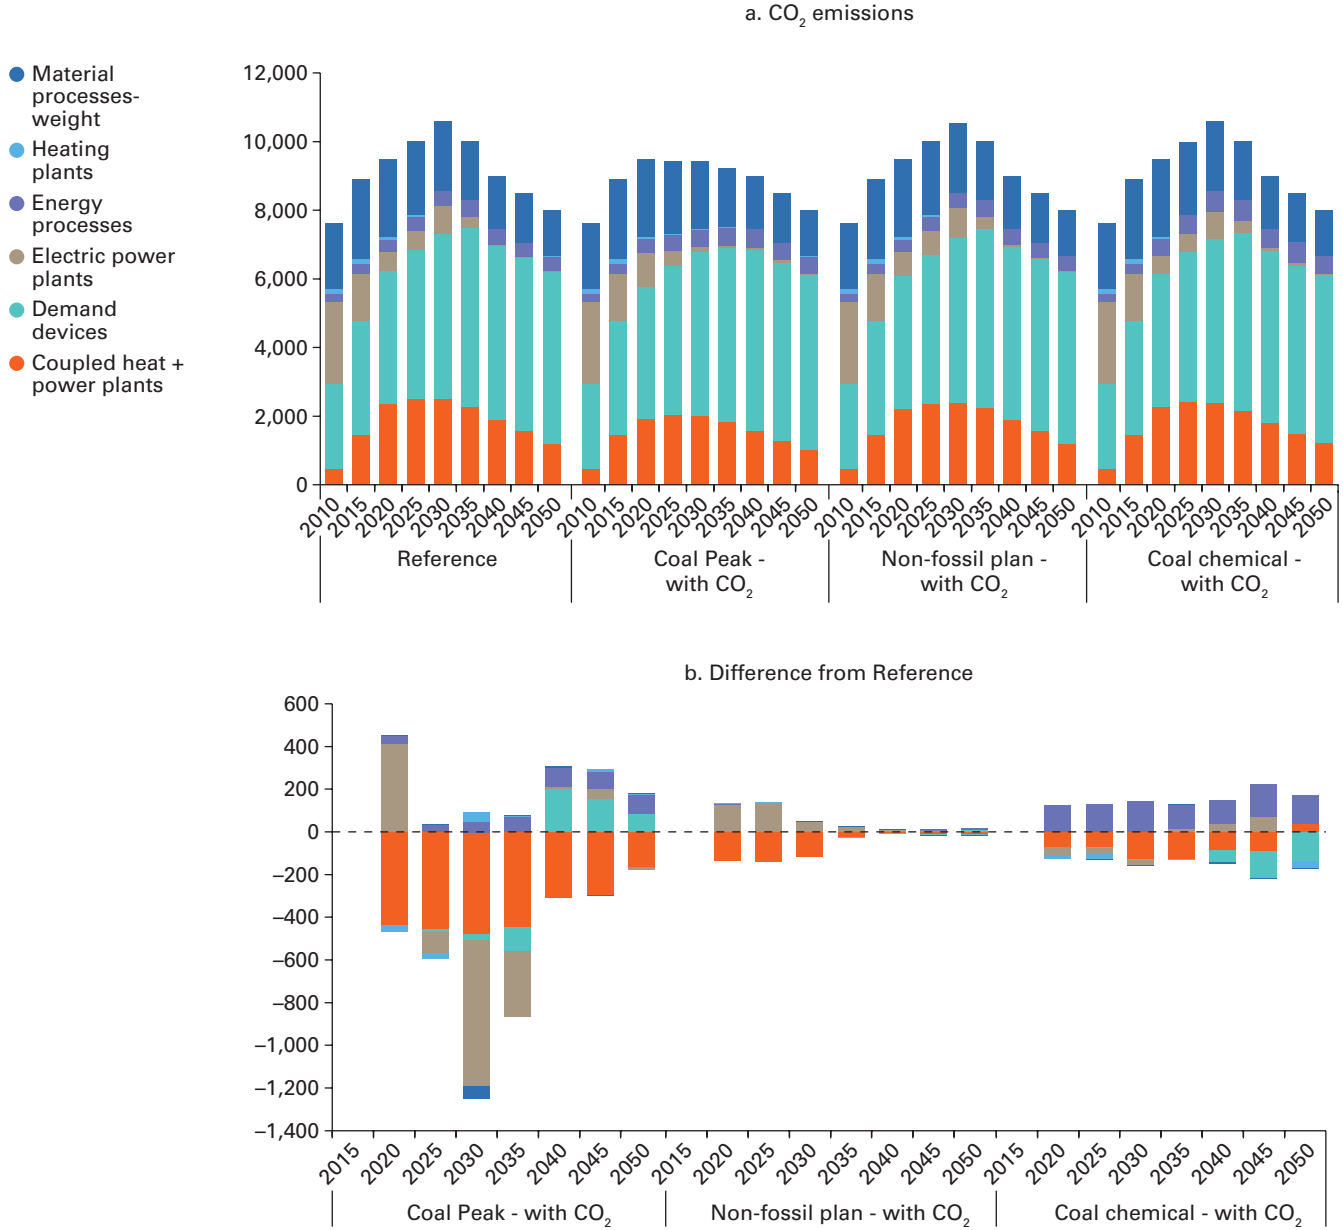 a. CO2 emissions
Material
processes-
weight
Heating
plants
Energy
processes
Electric power
plants
Demand
devices
Coupled heat +
power plants
12,000
10,000
8,000
6,000
4,000
2,000
0
2010 2015 2020 2025 2030 2035 2040 2045 2050 2010 2015 2020 2025 2030 2035 2040 2045 2050 2010 2015 2020 2025 2030 2035 2040 2045 2050 2010 2015 2020 2025 2030 2035 2040 2045 2050
Reference
Coal Peak -
with CO2
Non-fossil plan -
with CO2
Coal chemical -
with CO2
b. Difference from Reference
600
400
200
0
–200
–400
–600
–800
–1,000
–1,200
–1,400
2015 2020 2025 2030 2035 2040 2045 2050 2015 2020 2025 2030 2035 2040 2045 2050 2015 2020 2025 2030 2035 2040 2045 2050
Coal Peak - with CO2 Non-fossil plan - with CO2 Coal chemical - with CO2